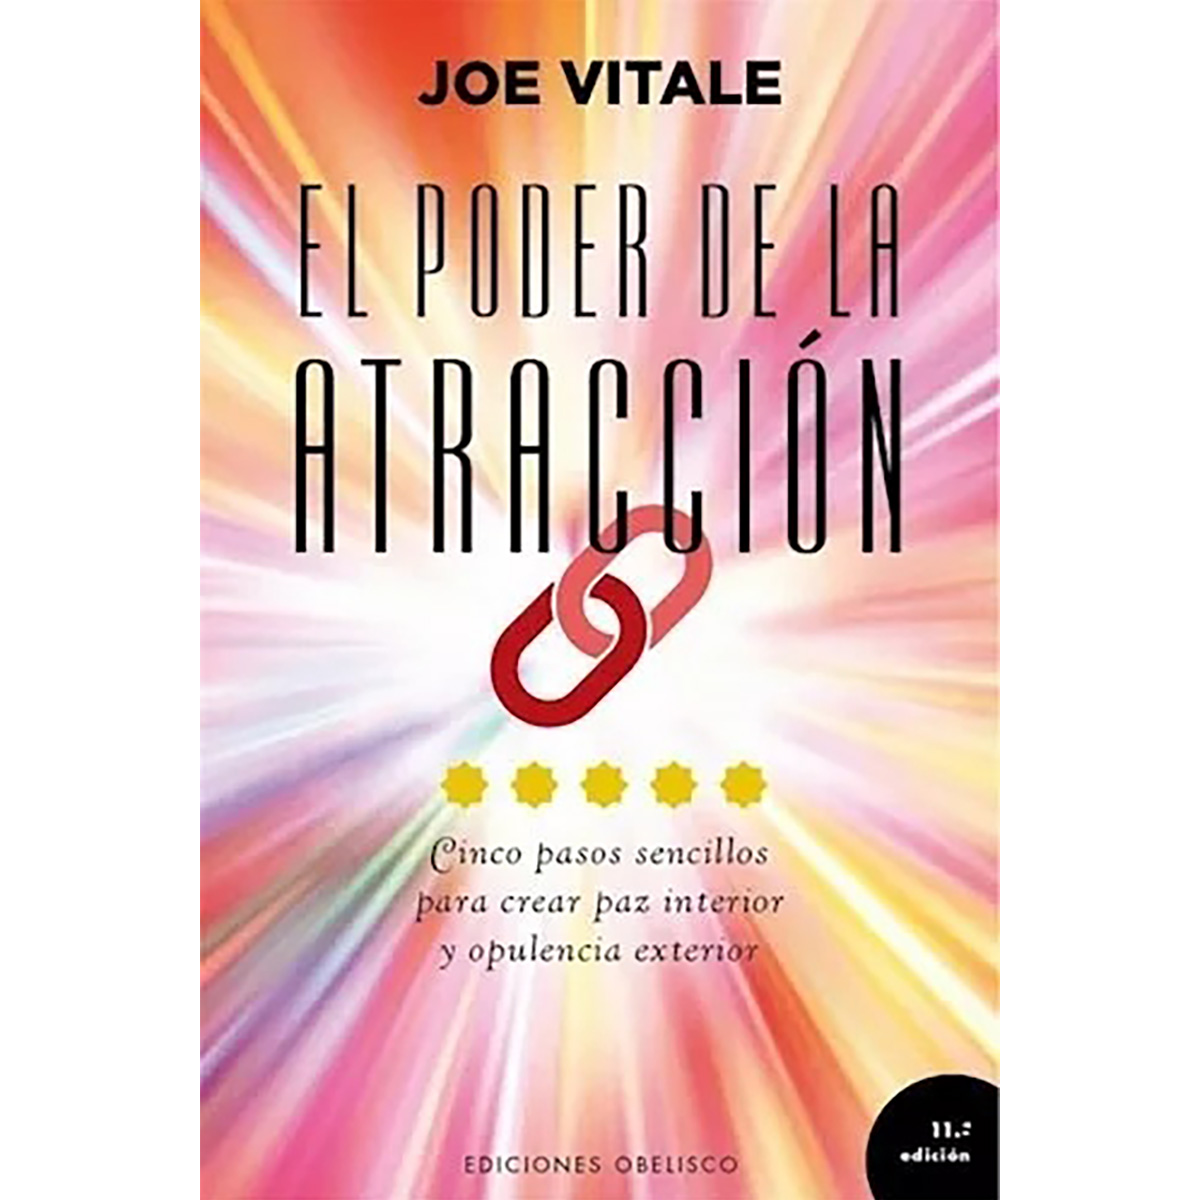 JOE VITALE
EL PODER DE LA
ATRACCIÓN
Cinco pasos sencillos
para crear paz interior
y opulencia exterior
11.ª
edición
EDICIONES OBELISCO